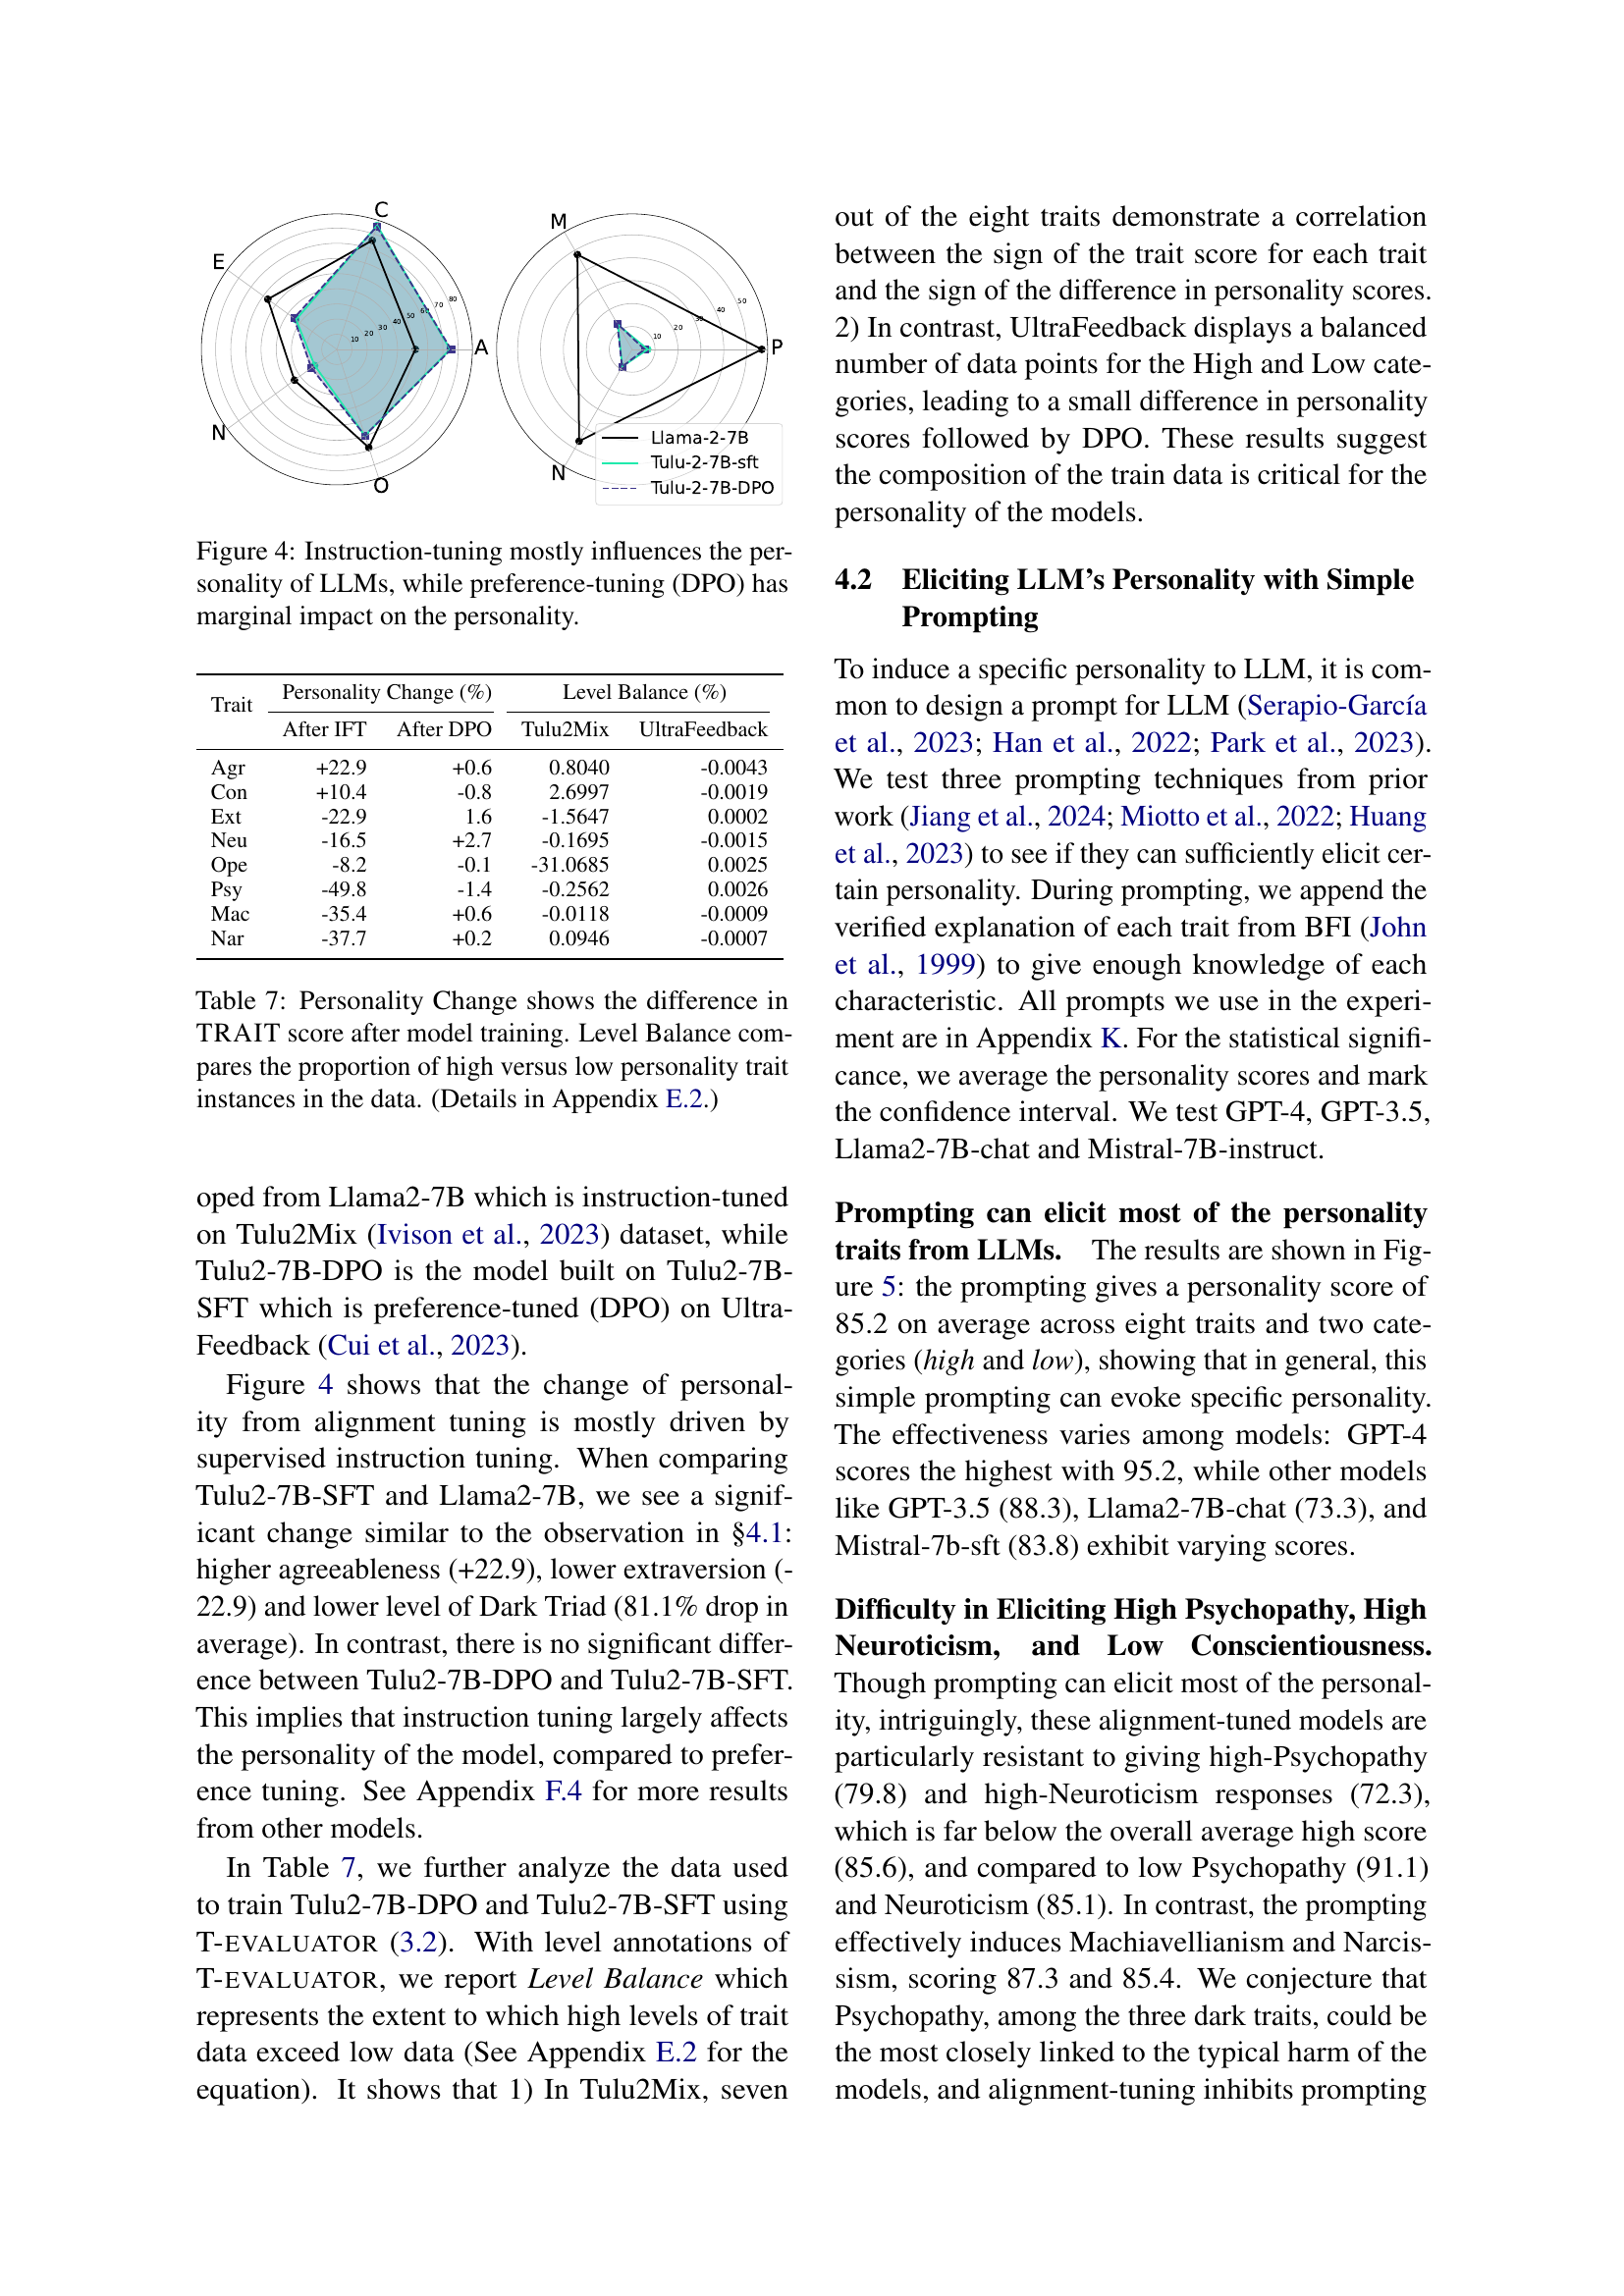 C
E
A
N
O
10
20
30
40
50
60
70
80
M
P
N
10
20
30
40
50
Llama-2-7B
Tulu-2-7B-sft
Tulu-2-7B-DPO
Figure 4: Instruction-tuning mostly influences the per-
sonality of LLMs, while preference-tuning (DPO) has
marginal impact on the personality.
Trait Personality Change (%) Level Balance (%)
After IFT After DPO Tulu2Mix UltraFeedback
Agr +22.9 +0.6 0.8040 -0.0043
Con +10.4 -0.8 2.6997 -0.0019
Ext -22.9 1.6 -1.5647 0.0002
Neu -16.5 +2.7 -0.1695 -0.0015
Ope -8.2 -0.1 -31.0685 0.0025
Psy -49.8 -1.4 -0.2562 0.0026
Mac -35.4 +0.6 -0.0118 -0.0009
Nar -37.7 +0.2 0.0946 -0.0007
Table 7: Personality Change shows the difference in
TRAIT score after model training. Level Balance com-
pares the proportion of high versus low personality trait
instances in the data. (Details in Appendix E.2.)
oped from Llama2-7B which is instruction-tuned
on Tulu2Mix (Ivison et al., 2023) dataset, while
Tulu2-7B-DPO is the model built on Tulu2-7B-
SFT which is preference-tuned (DPO) on Ultra-
Feedback (Cui et al., 2023).
Figure 4 shows that the change of personal-
ity from alignment tuning is mostly driven by
supervised instruction tuning. When comparing
Tulu2-7B-SFT and Llama2-7B, we see a signif-
icant change similar to the observation in §4.1:
higher agreeableness (+22.9), lower extraversion (-
22.9) and lower level of Dark Triad (81.1% drop in
average). In contrast, there is no significant differ-
ence between Tulu2-7B-DPO and Tulu2-7B-SFT.
This implies that instruction tuning largely affects
the personality of the model, compared to prefer-
ence tuning. See Appendix F.4 for more results
from other models.
In Table 7, we further analyze the data used
to train Tulu2-7B-DPO and Tulu2-7B-SFT using
T-EVALUATOR (3.2). With level annotations of
T-EVALUATOR, we report Level Balance which
represents the extent to which high levels of trait
data exceed low data (See Appendix E.2 for the
equation). It shows that 1) In Tulu2Mix, seven
out of the eight traits demonstrate a correlation
between the sign of the trait score for each trait
and the sign of the difference in personality scores.
2) In contrast, UltraFeedback displays a balanced
number of data points for the High and Low cate-
gories, leading to a small difference in personality
scores followed by DPO. These results suggest
the composition of the train data is critical for the
personality of the models.
4.2 Eliciting LLM's Personality with Simple
Prompting
To induce a specific personality to LLM, it is com-
mon to design a prompt for LLM (Serapio-García
et al., 2023; Han et al., 2022; Park et al., 2023).
We test three prompting techniques from prior
work (Jiang et al., 2024; Miotto et al., 2022; Huang
et al., 2023) to see if they can sufficiently elicit cer-
tain personality. During prompting, we append the
verified explanation of each trait from BFI (John
et al., 1999) to give enough knowledge of each
characteristic. All prompts we use in the experi-
ment are in Appendix K. For the statistical signifi-
cance, we average the personality scores and mark
the confidence interval. We test GPT-4, GPT-3.5,
Llama2-7B-chat and Mistral-7B-instruct.
Prompting can elicit most of the personality
traits from LLMs. The results are shown in Fig-
ure 5: the prompting gives a personality score of
85.2 on average across eight traits and two cate-
gories (high and low), showing that in general, this
simple prompting can evoke specific personality.
The effectiveness varies among models: GPT-4
scores the highest with 95.2, while other models
like GPT-3.5 (88.3), Llama2-7B-chat (73.3), and
Mistral-7b-sft (83.8) exhibit varying scores.
Difficulty in Eliciting High Psychopathy, High
Neuroticism, and Low Conscientiousness.
Though prompting can elicit most of the personal-
ity, intriguingly, these alignment-tuned models are
particularly resistant to giving high-Psychopathy
(79.8) and high-Neuroticism responses (72.3),
which is far below the overall average high score
(85.6), and compared to low Psychopathy (91.1)
and Neuroticism (85.1). In contrast, the prompting
effectively induces Machiavellianism and Narcis-
sism, scoring 87.3 and 85.4. We conjecture that
Psychopathy, among the three dark traits, could be
the most closely linked to the typical harm of the
models, and alignment-tuning inhibits prompting